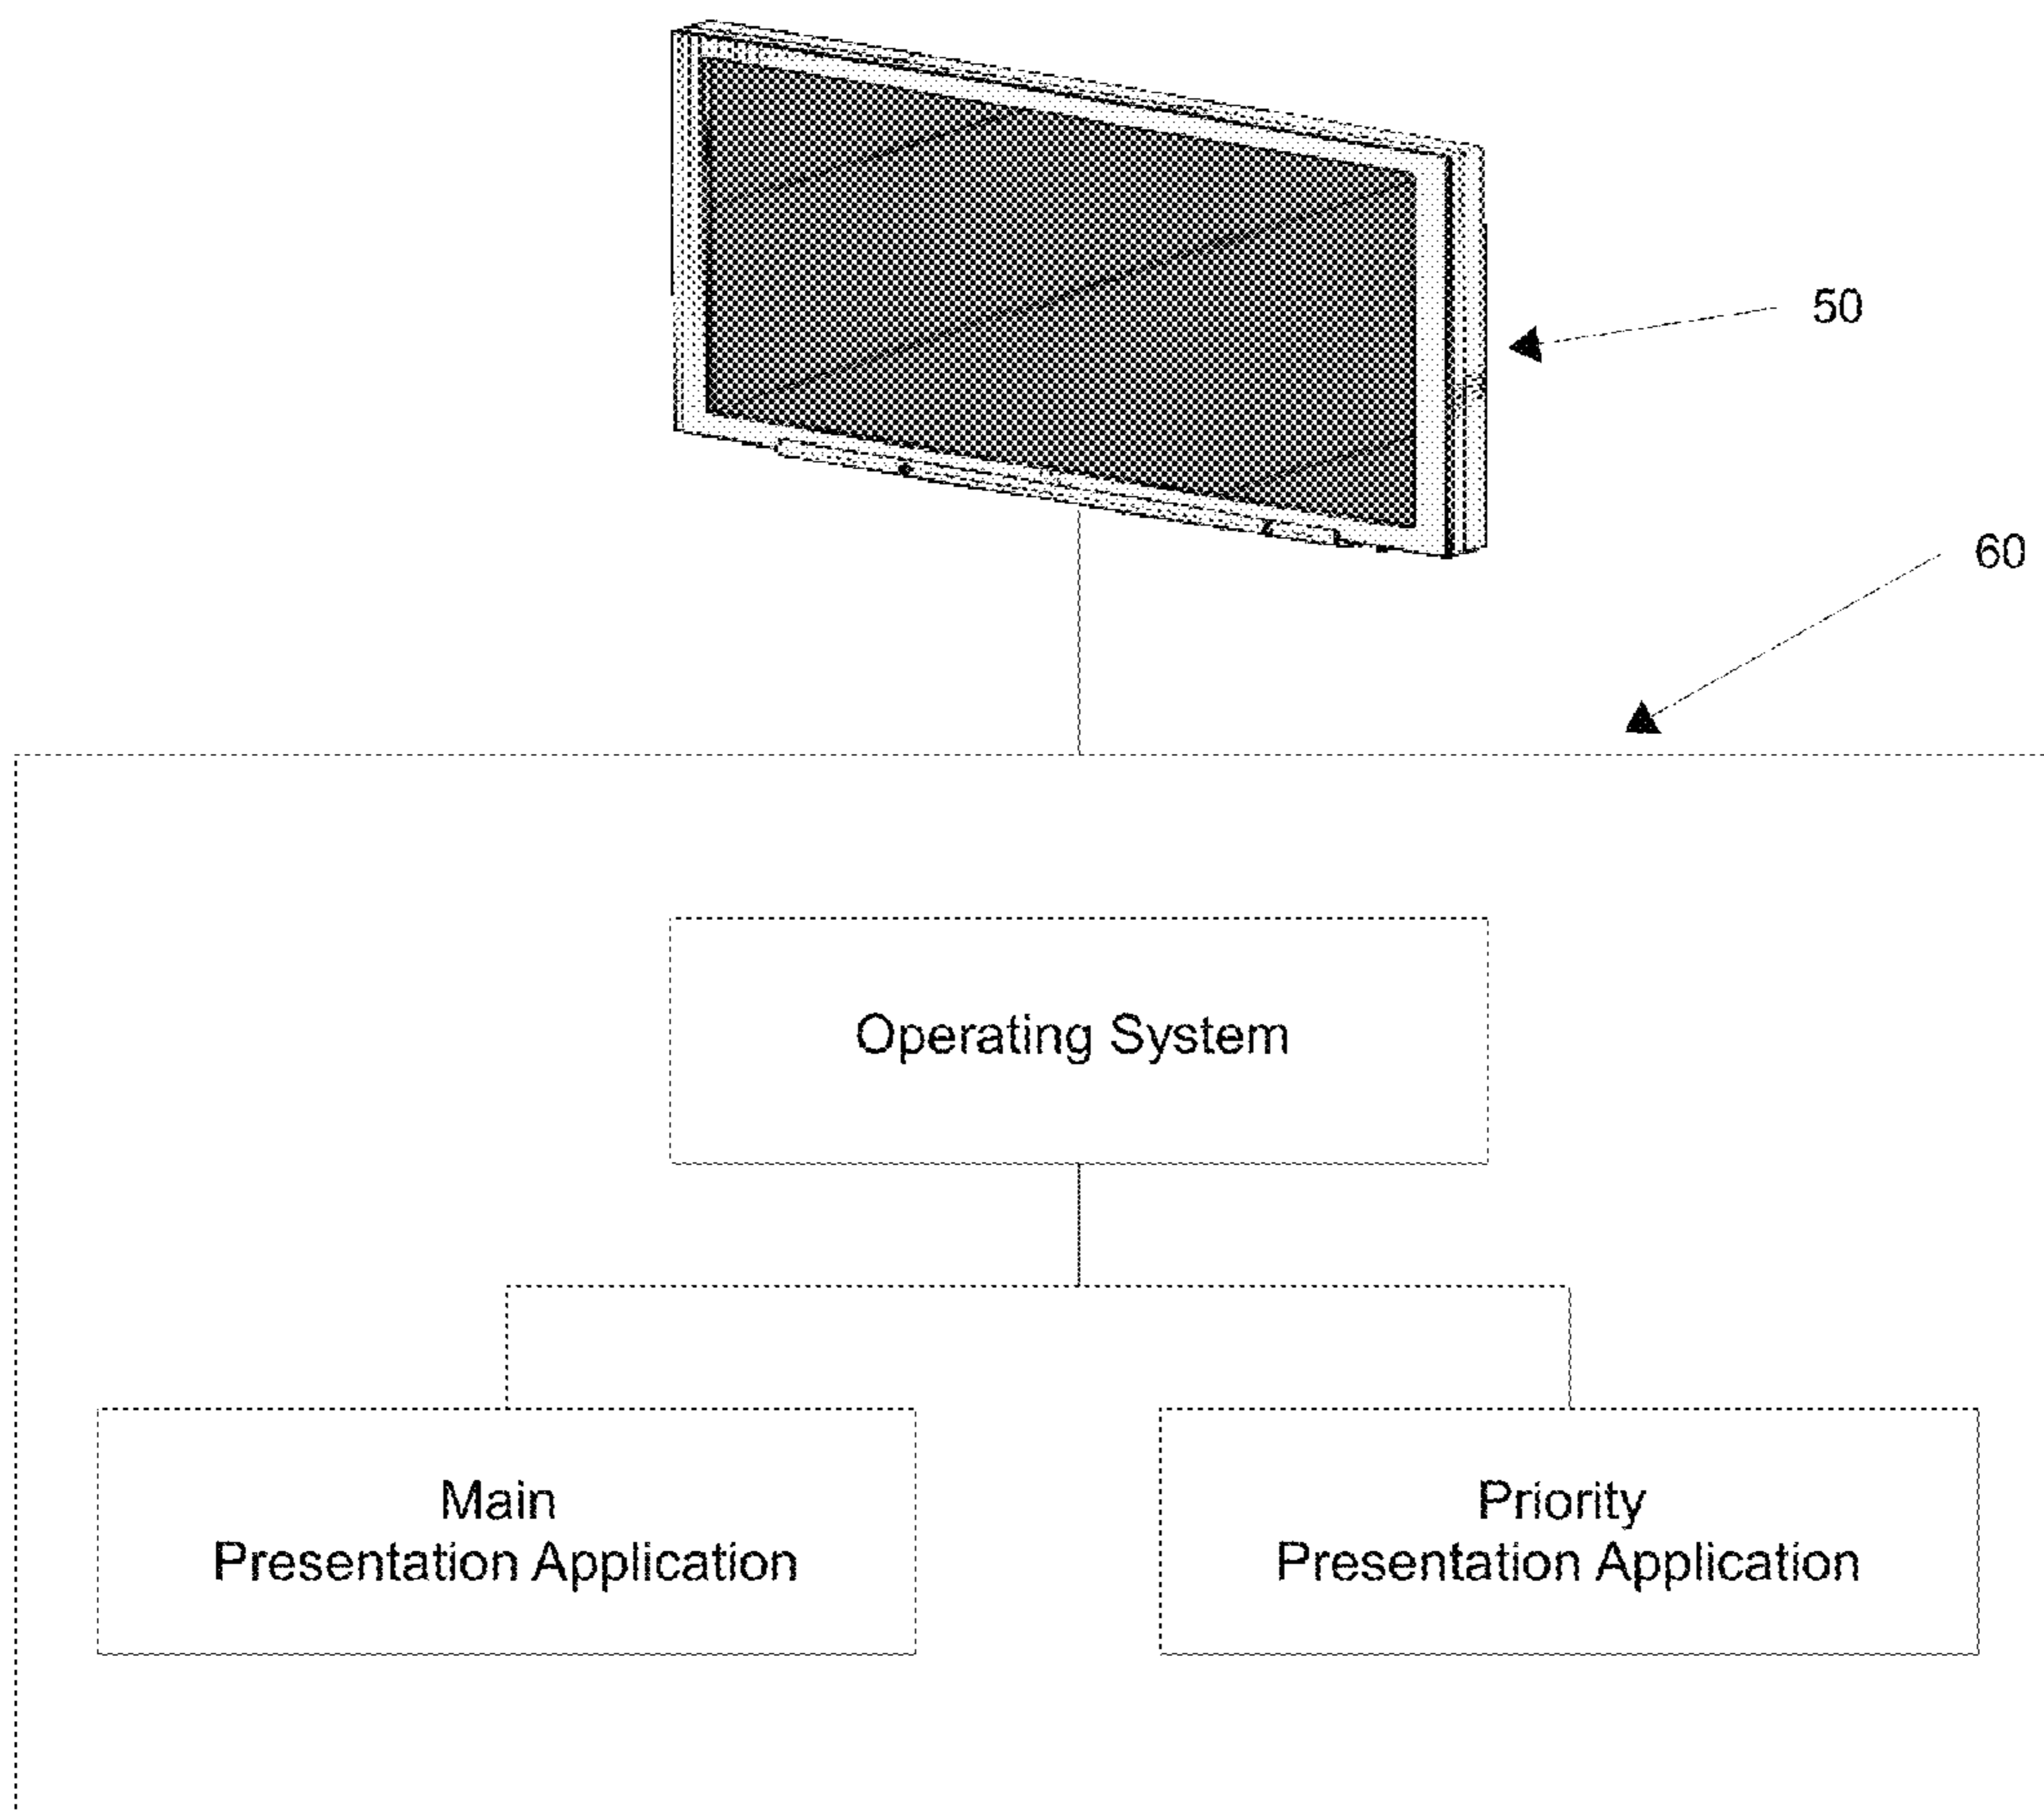 50
60
Operating System
Main
Presentation Application
Priority
Presentation Application